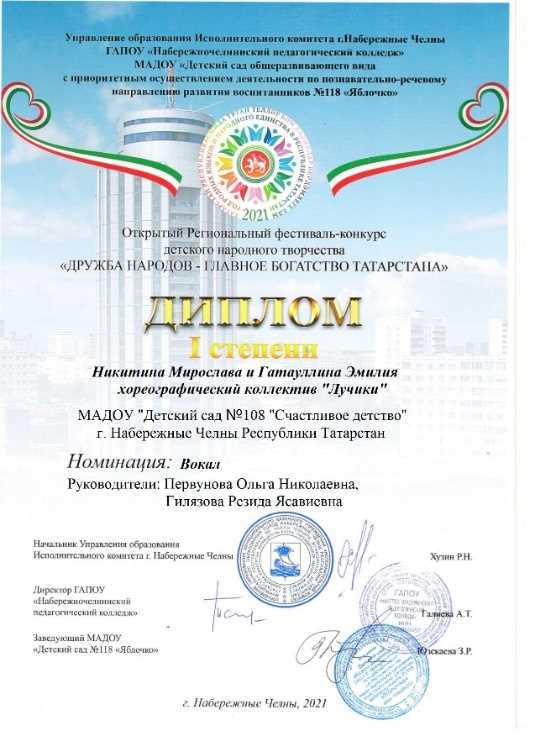 Управление образования Исполнительного комитета г.Набережные Челны
ГАПОУ «Набережночелнинский педагогический колледж»
МАДОУ «Детский сад общеразвивающего вида
с приоритетным осуществлением деятельности по познавательно-речевому
направлению развития воспитанников №118 «Яблочко»
2021
Открытый Региональный фестиваль-конкурс
детского народного творчества
«ДРУЖБА НАРОДОВ - ГЛАВНОЕ БОГАТСТВО ТАТАРСТАНА»
ДИПЛОМ
I степени
Никитина Мирослава и Гатауллина Эмилия
хореографический коллектив "Лучики"
МАДОУ "Детский сад №108 "Счастливое детство"
г. Набережные Челны Республики Татарстан
Номинация: Вокал
Руководители: Первунова Ольга Николаевна,
Гилязова Резида Ясавиевна
Начальник Управления образования
Исполнительного комитета г. Набережные Челны
Хузин Р.Н.
Директор ГАПОУ
«Набережночелнинский
педагогический колледж»
ГАПОУ
Галиева А.Т.
Заведующий МАДОУ
«Детский сад №118 «Яблочко»
Юзекаева З.Р.
г. Набережные Челны, 2021